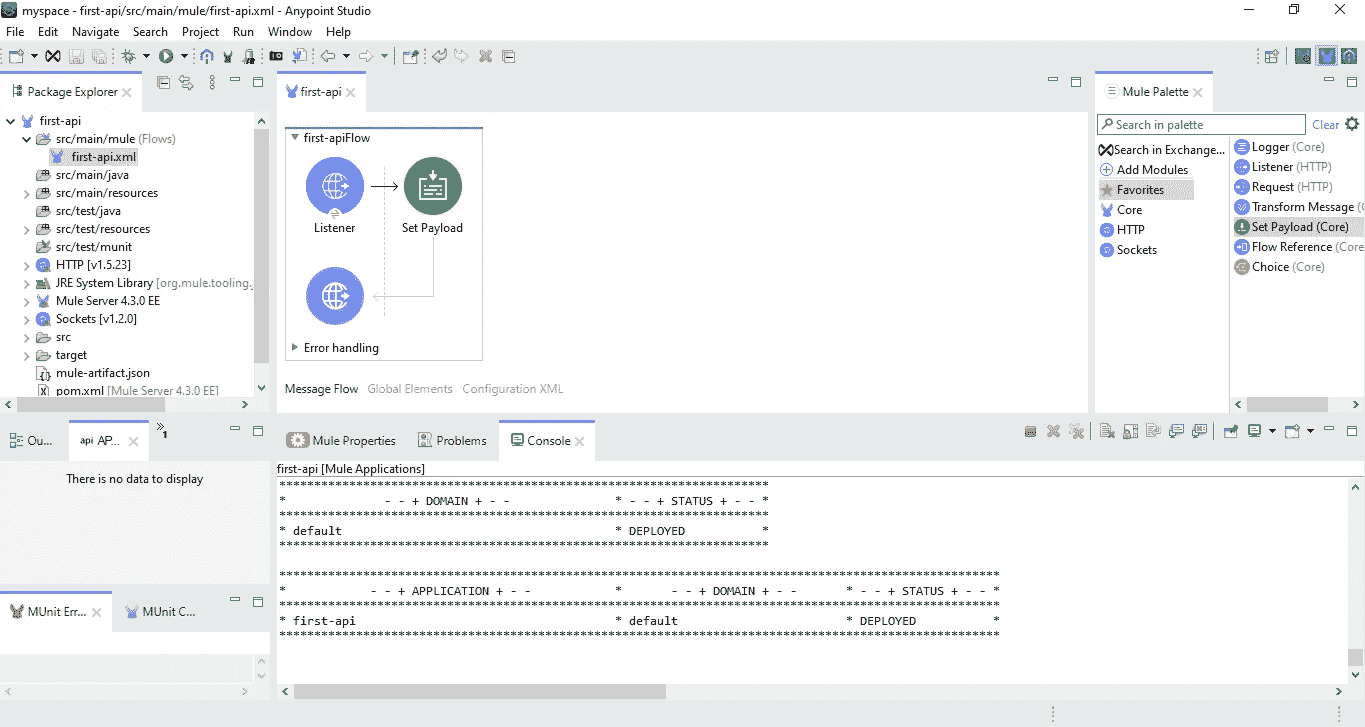 myspace - first-api/src/main/mule/first-api.xml - Anypoint Studio
File Edit Navigate Search Project Run Window Help
Package Explorer
first-api
src/main/mule (Flows)
first-api.xml
src/main/java
src/main/resources
src/test/java
src/test/resources
src/test/munit
HTTP [v1.5.23]
JRE System Library [org.mule.tooling.
Mule Server 4.3.0 EE
Sockets [v1.2.0]
src
target
mule-artifact.json
pom.xml [Mule Server 4.3.0 EE]
first-api
first-apiFlow
Listener
Set Payload
Error handling
Message Flow Global Elements Configuration XML
Mule Palette
Search in palette
Clear
Search in Exchange...
Add Modules
Favorites
Core
HTTP
Sockets
Logger (Core)
Listener (HTTP)
Request (HTTP)
Transform Message (C
Set Payload (Core)
Flow Reference (Core
Choice (Core)
Ou...
api AP...
»1
There is no data to display
MUnit Err...
MUnit C...
Mule Properties
Problems
Console
first-api [Mule Applications]
**********************************************************************
* - - + DOMAIN + - - * - - + STATUS + - - *
**********************************************************************
* default * DEPLOYED *
**********************************************************************
*******************************************************************************************************
* - - + APPLICATION + - - * - - + DOMAIN + - - * - - + STATUS + - - *
*******************************************************************************************************
* first-api * default * DEPLOYED *
*******************************************************************************************************